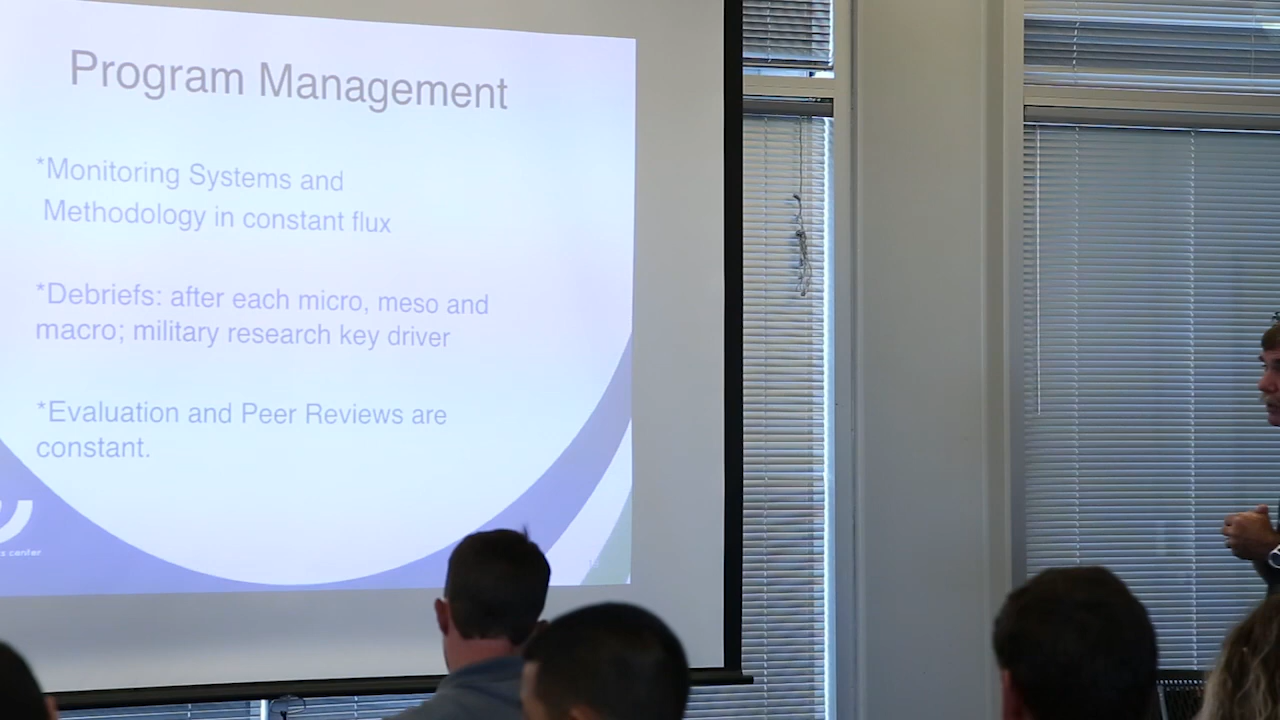 Program Management
*Monitoring Systems and
Methodology in constant flux
*Debriefs: after each micro, meso and
macro; military research key driver
*Evaluation and Peer Reviews are
constant.
s center